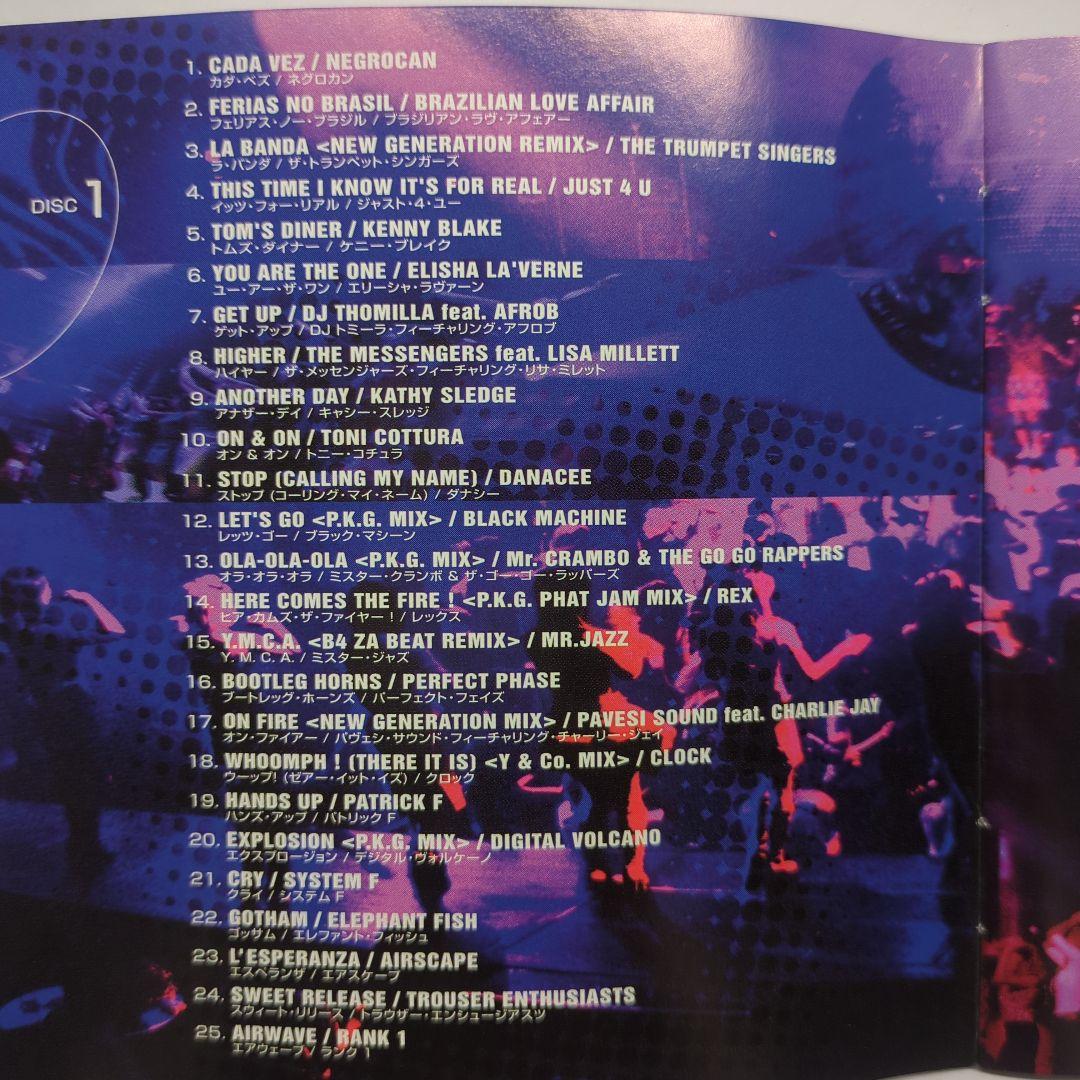 DISC 1
1. CADA VEZ / NEGROCAN
カダ・ベズ / ネグロカン
2. FERIAS NO BRASIL / BRAZILIAN LOVE AFFAIR
フェリアス・ノー・ブラジル / ブラジリアン・ラヴ・アフェアー
3. LA BANDA <NEW GENERATION REMIX> / THE TRUMPET SINGERS
ラ・バンダ / ザ・トランペット・シンガーズ
4. THIS TIME I KNOW IT'S FOR REAL / JUST 4 U
イッツ・フォー・リアル / ジャスト・4・ユー
5. TOM'S DINER / KENNY BLAKE
トムズ・ダイナー / ケニー・ブレイク
6. YOU ARE THE ONE / ELISHA LA'VERNE
ユー・アー・ザ・ワン / エリーシャ・ラヴァーン
7. GET UP / DJ THOMILLA feat. AFROB
ゲット・アップ / DJ トミーラ・フィーチャリング・アフロブ
8. HIGHER / THE MESSENGERS feat. LISA MILLETT
ハイヤー / ザ・メッセンジャーズ・フィーチャリング・リサ・ミレット
9. ANOTHER DAY / KATHY SLEDGE
アナザー・デイ / キャシー・スレッジ
10. ON & ON / TONI COTTURA
オン & オン / トニー・コチュラ
11. STOP (CALLING MY NAME) / DANACEE
ストップ (コーリング・マイ・ネーム) / ダナシー
12. LET'S GO <P.K.G. MIX> / BLACK MACHINE
レッツ・ゴー / ブラック・マシーン
13. OLA-OLA-OLA <P.K.G. MIX> / Mr. CRAMBO & THE GO GO RAPPERS
オラ・オラ・オラ / ミスター・クランボ & ザ・ゴー・ゴー・ラッパーズ
14. HERE COMES THE FIRE ! <P.K.G. PHAT JAM MIX> / REX
ヒア・カムズ・ザ・ファイヤー ! / レックス
15. Y.M.C.A. <B4 ZA BEAT REMIX> / MR.JAZZ
Y. M. C. A. / ミスター・ジャズ
16. BOOTLEG HORNS / PERFECT PHASE
ブートレッグ・ホーンズ / パーフェクト・フェイズ
17. ON FIRE <NEW GENERATION MIX> / PAVESI SOUND feat. CHARLIE JAY
オン・ファイアー / パヴェシ・サウンド・フィーチャリング・チャーリー・ジェイ
18. WHOOMPH ! (THERE IT IS) <Y & Co. MIX> / CLOCK
ウーップ! (ゼアー・イット・イズ) / クロック
19. HANDS UP / PATRICK F
ハンズ・アップ / パトリック F
20. EXPLOSION <P.K.G. MIX> / DIGITAL VOLCANO
エクスプロージョン / デジタル・ヴォルケーノ
21. CRY / SYSTEM F
クライ / システム F
22. GOTHAM / ELEPHANT FISH
ゴッサム / エレファント・フィッシュ
23. L'ESPERANZA / AIRSCAPE
エスペランザ / エアスケープ
24. SWEET RELEASE / TROUSER ENTHUSIASTS
スウィート・リリース / トラウザー・エンシュージアスツ
25. AIRWAVE / RANK 1
エアウェーブ / ランク 1